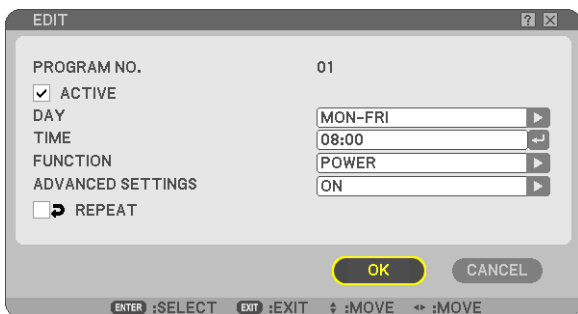 EDIT
PROGRAM NO. 01
ACTIVE
DAY MON-FRI
TIME 08:00
FUNCTION POWER
ADVANCED SETTINGS ON
REPEAT
OK CANCEL
ENTER :SELECT EXIT :EXIT :MOVE :MOVE